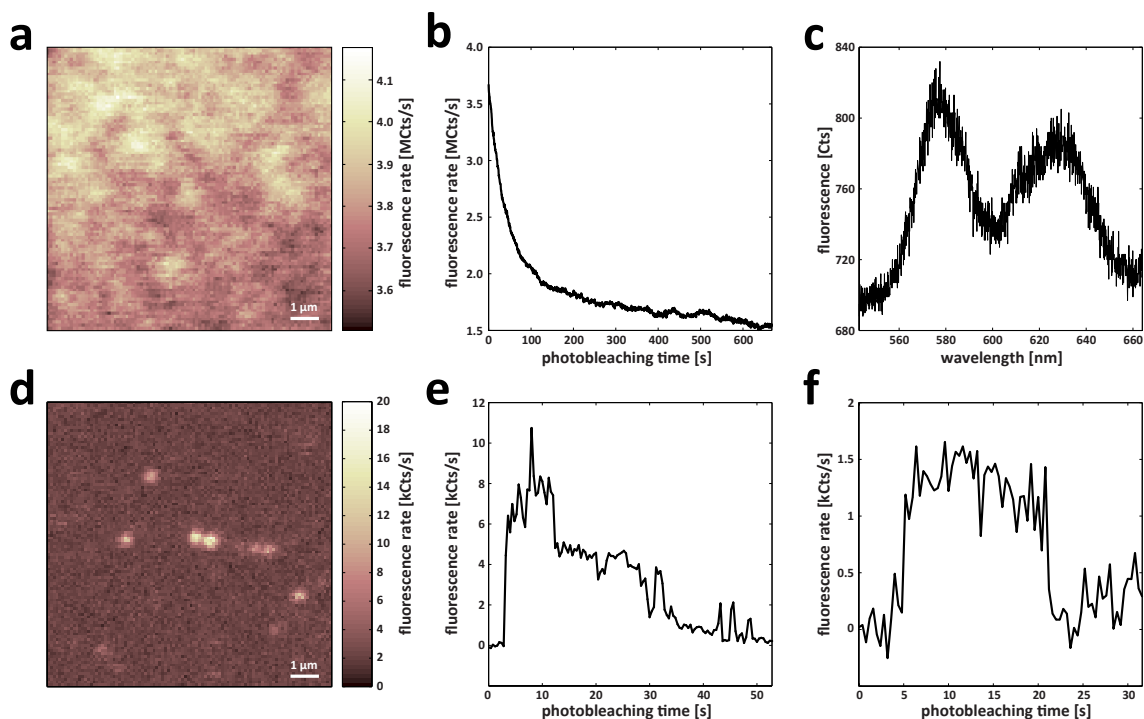 a
1 µm
4.1
4.0
3.9
3.8
3.7
3.6
fluorescence rate [MCts/s]
b
4.0
3.5
3.0
2.5
2.0
1.5
fluorescence rate [MCts/s]
0 100 200 300 400 500 600
photobleaching time [s]
c
840
800
760
720
680
fluorescence [Cts]
560 580 600 620 640 660
wavelength [nm]
d
1 µm
20
18
16
14
12
10
8
6
4
2
0
fluorescence rate [kCts/s]
e
12
10
8
6
4
2
0
fluorescence rate [kCts/s]
0 10 20 30 40 50
photobleaching time [s]
f
2
1.5
1
0.5
0
fluorescence rate [kCts/s]
0 5 10 15 20 25 30
photobleaching time [s]